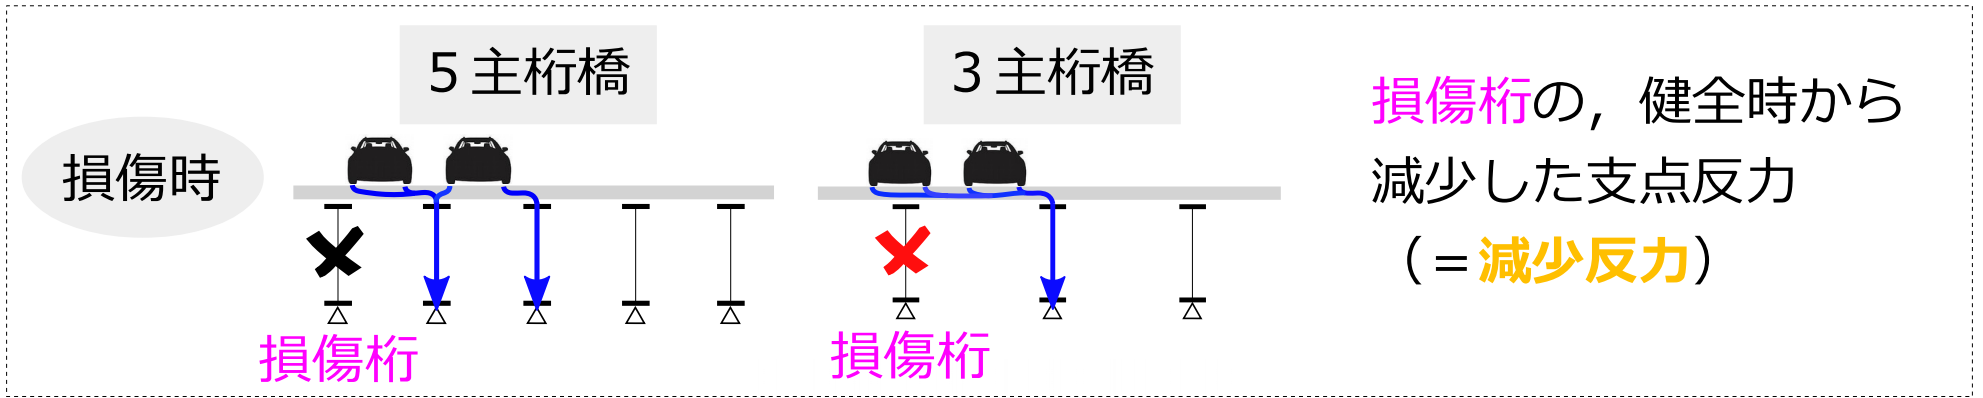 5主桁橋
3主桁橋
損傷時
損傷桁
損傷桁
損傷桁の，健全時から
減少した支点反力
（＝減少反力）